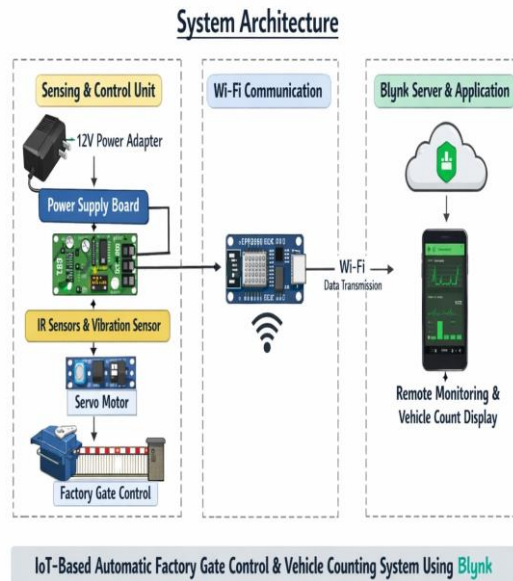 System Architecture
Sensing & Control Unit
12V Power Adapter
Power Supply Board
IR Sensors & Vibration Sensor
Servo Motor
Factory Gate Control
Wi-Fi Communication
Wi-Fi
Data Transmission
Blynk Server & Application
Remote Monitoring &
Vehicle Count Display
IoT-Based Automatic Factory Gate Control & Vehicle Counting System Using Blynk